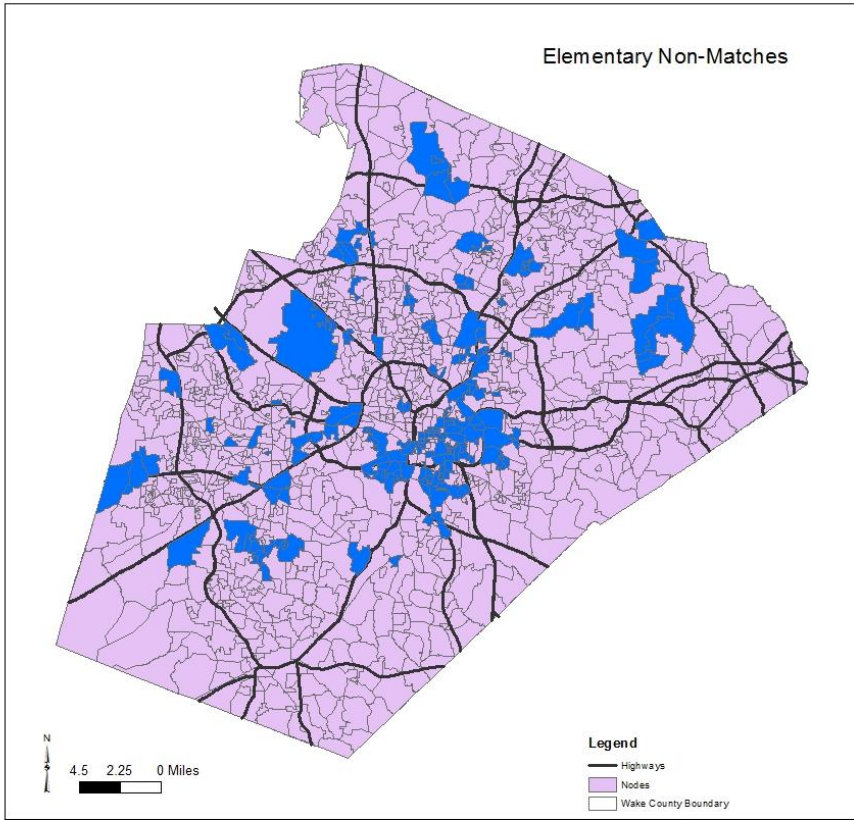 Elementary Non-Matches
N
4.5 2.25 0 Miles
Legend
Highways
Nodes
Wake County Boundary